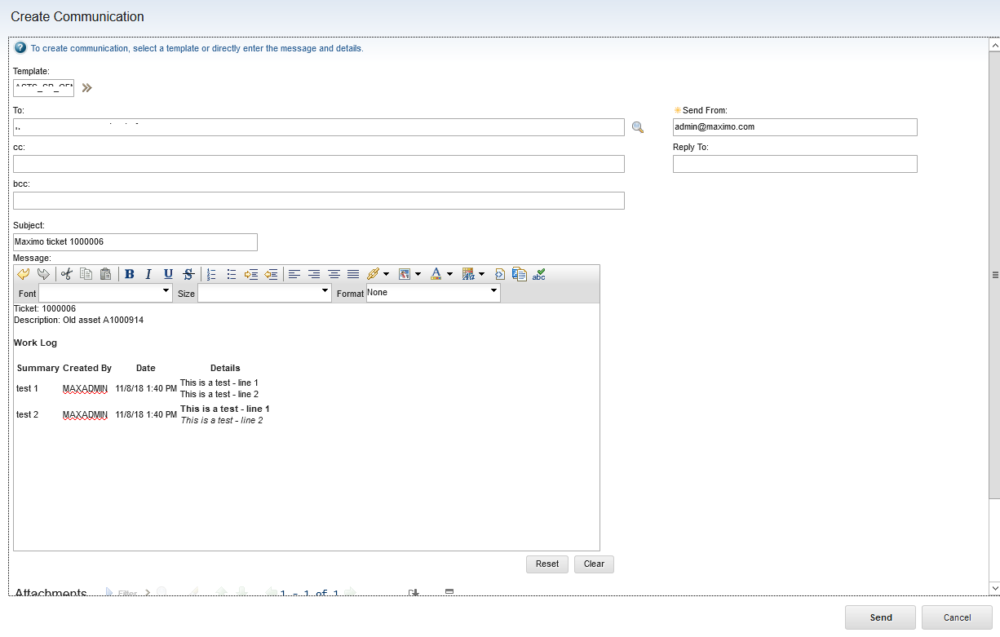 Create Communication
To create communication, select a template or directly enter the message and details.
Template:
To:
Send From:
admin@maximo.com
cc:
Reply To:
bcc:
Subject:
Maximo ticket 1000006
Message:
B I U S abc
Font Size Format None
Ticket: 1000006
Description: Old asset A1000914
Work Log
Summary Created By Date Details
test 1 MAXADMIN 11/8/18 1:40 PM This is a test - line 1
This is a test - line 2
test 2 MAXADMIN 11/8/18 1:40 PM This is a test - line 1
This is a test - line 2
Reset Clear
Attachments Filter 1 - 1 of 1
Send Cancel